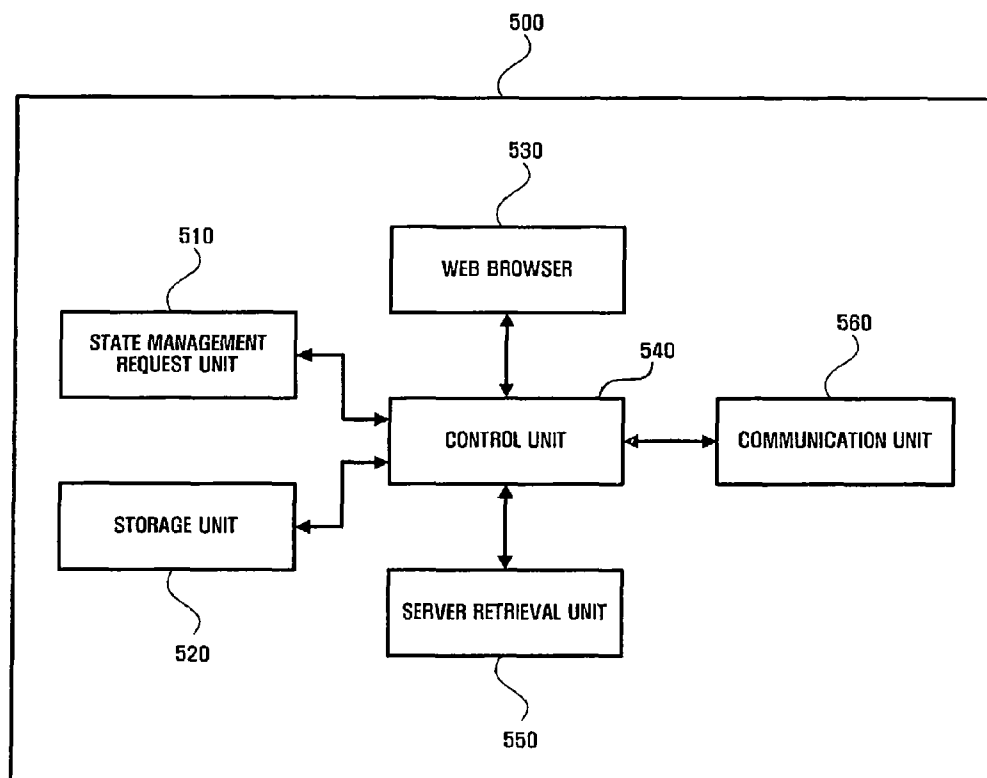 500
530
WEB BROWSER
510
STATE MANAGEMENT
REQUEST UNIT
540
CONTROL UNIT
560
COMMUNICATION UNIT
STORAGE UNIT
520
SERVER RETRIEVAL UNIT
550